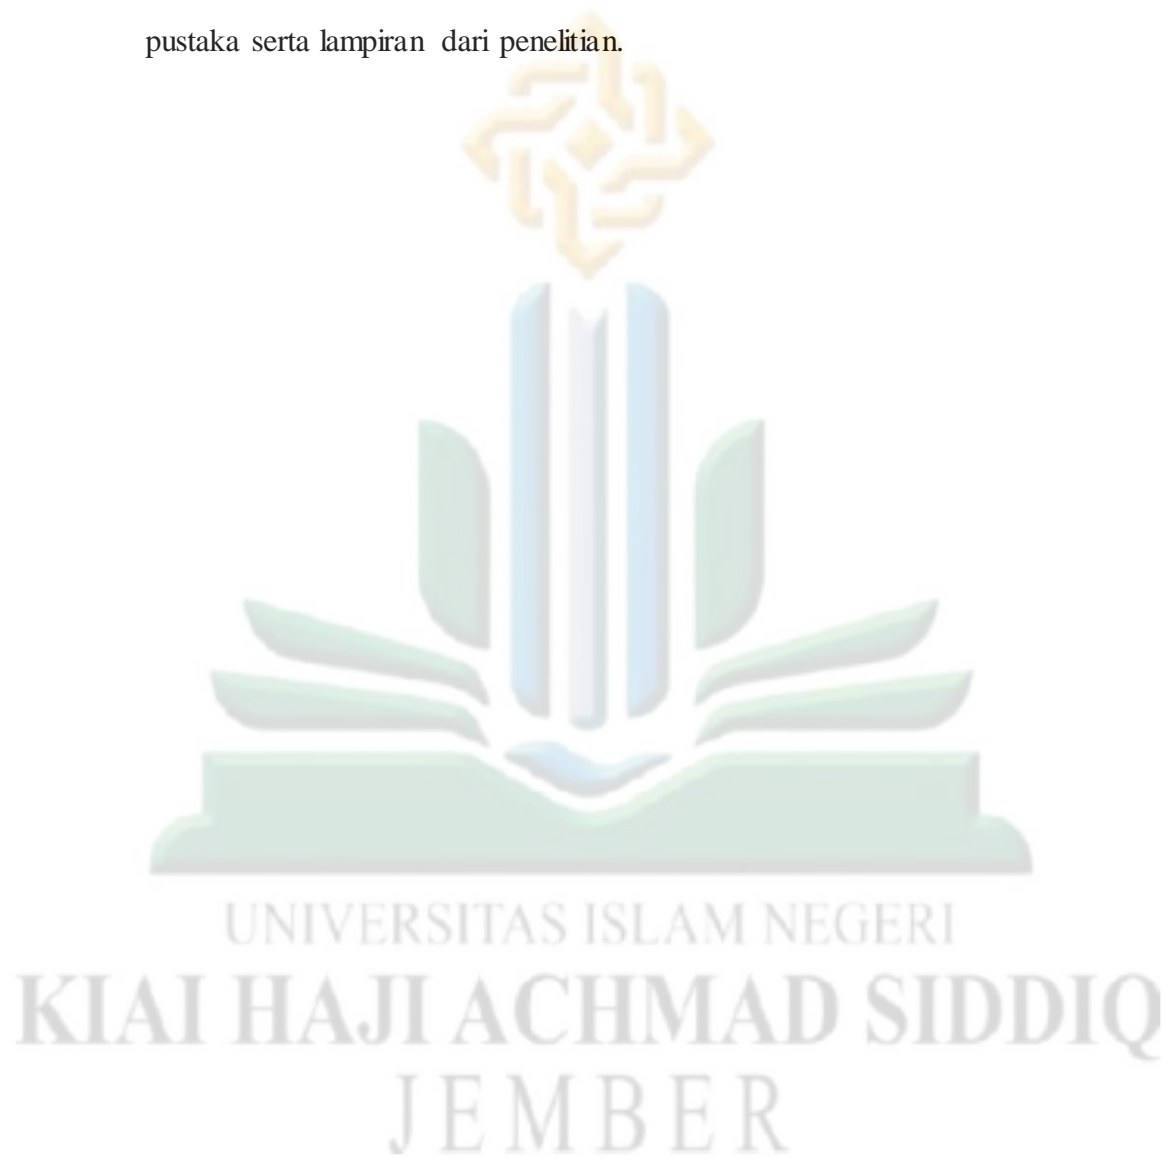 pustaka serta lampiran dari penelitian.
UNIVERSITAS ISLAM NEGERI
KIAI HAJI ACHMAD SIDDIQ
JEMBER